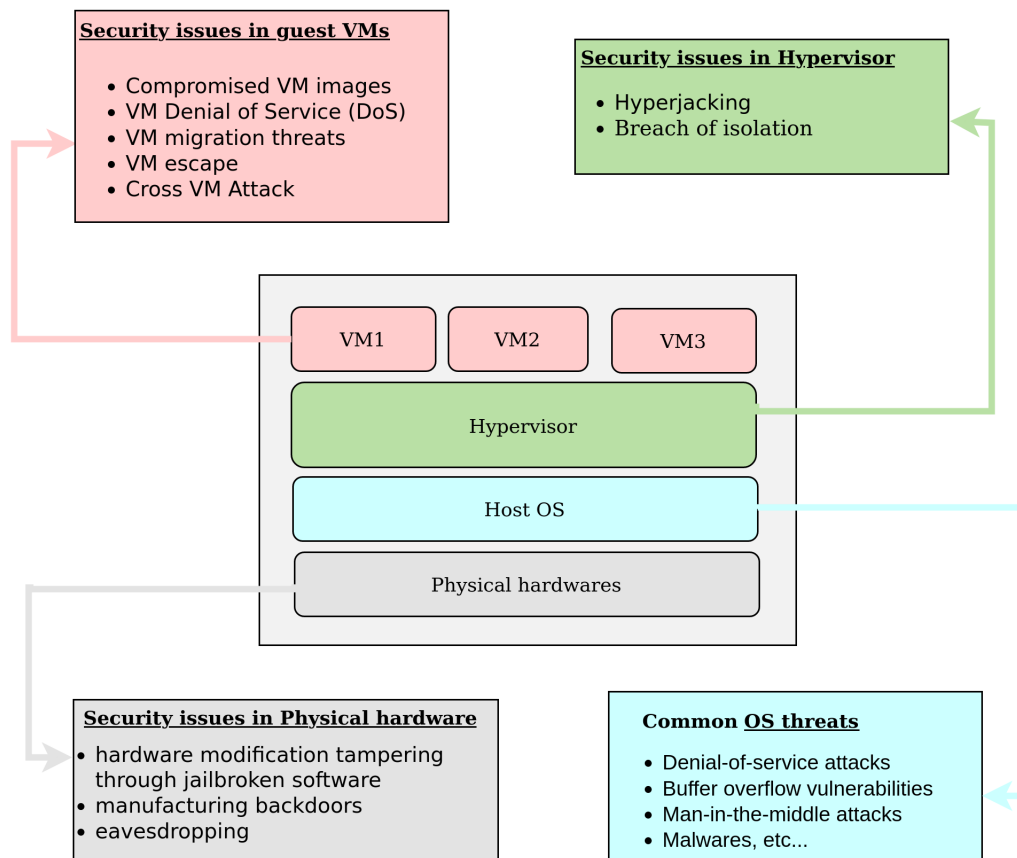 Security issues in guest VMs
Compromised VM images
VM Denial of Service (DoS)
VM migration threats
VM escape
Cross VM Attack
Security issues in Hypervisor
Hyperjacking
Breach of isolation
VM1
VM2
VM3
Hypervisor
Host OS
Physical hardwares
Security issues in Physical hardware
hardware modification tampering
through jailbroken software
manufacturing backdoors
eavesdropping
Common OS threats
Denial-of-service attacks
Buffer overflow vulnerabilities
Man-in-the-middle attacks
Malwares, etc...